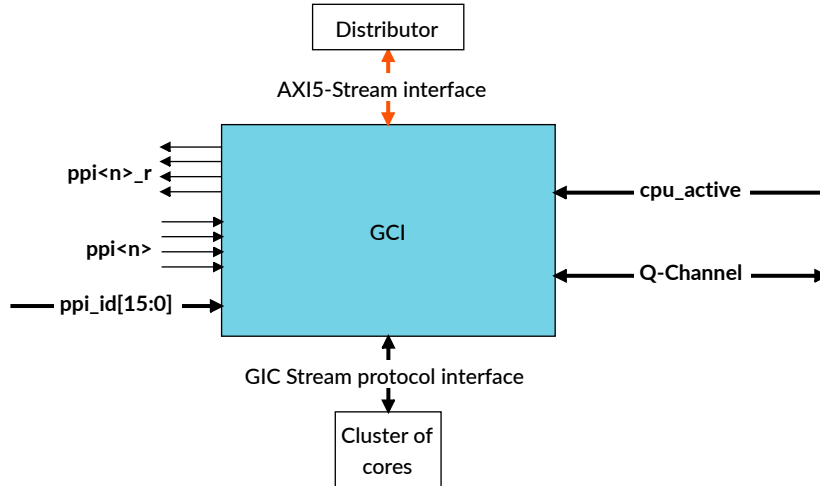 Distributor
AXI5-Stream interface
ppi<n>_r
cpu_active
GCI
ppi<n>
Q-Channel
ppi_id[15:0]
GIC Stream protocol interface
Cluster of
cores